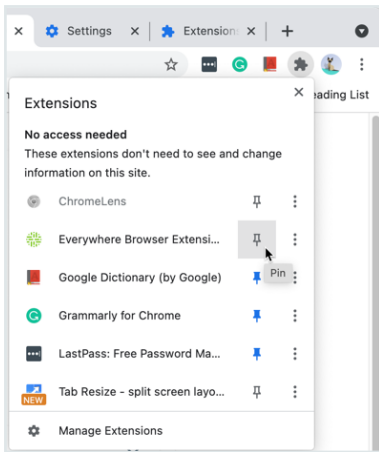 Settings
Extension
eading List
Extensions
No access needed
These extensions don't need to see and change
information on this site.
ChromeLens
Everywhere Browser Extensi...
Pin
Google Dictionary (by Google)
Grammarly for Chrome
LastPass: Free Password Ma...
Tab Resize - split screen layo...
NEW
Manage Extensions